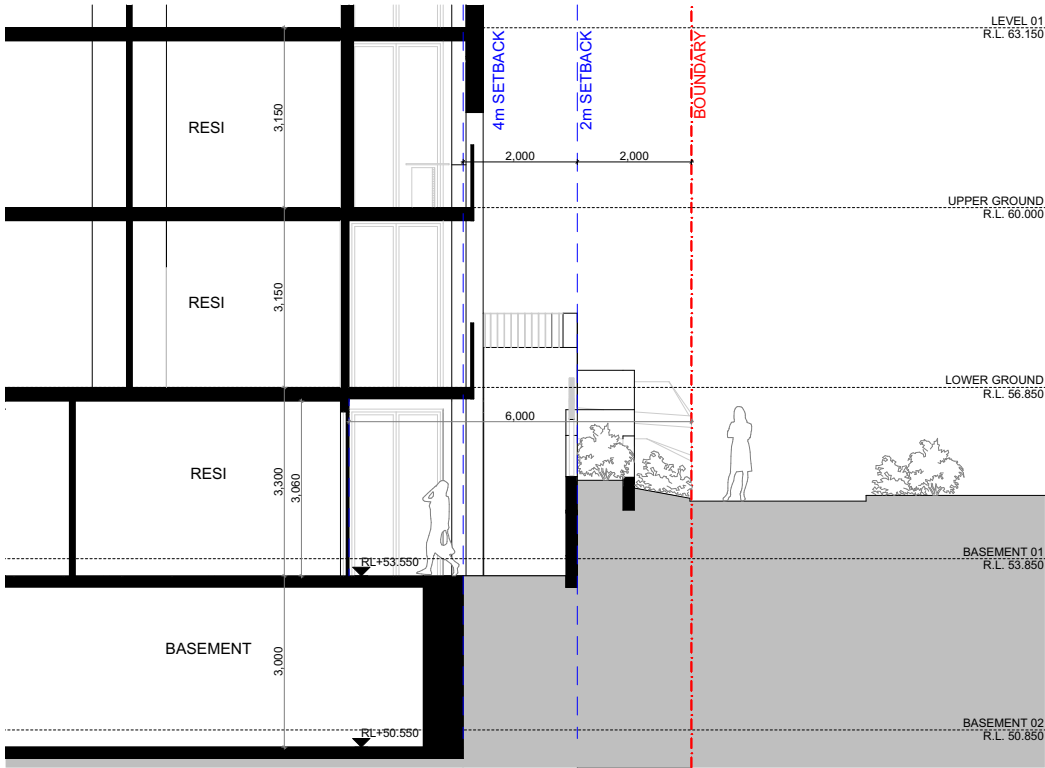 LEVEL 01
R.L. 63.150
4m SETBACK
2m SETBACK
BOUNDARY
3,150
RESI
2,000
2,000
UPPER GROUND
R.L. 60.000
3,150
RESI
LOWER GROUND
R.L. 56.850
6,000
RESI
3,300
3,060
RL+53.550
BASEMENT 01
R.L. 53.850
BASEMENT
3,000
RL+50.550
BASEMENT 02
R.L. 50.850